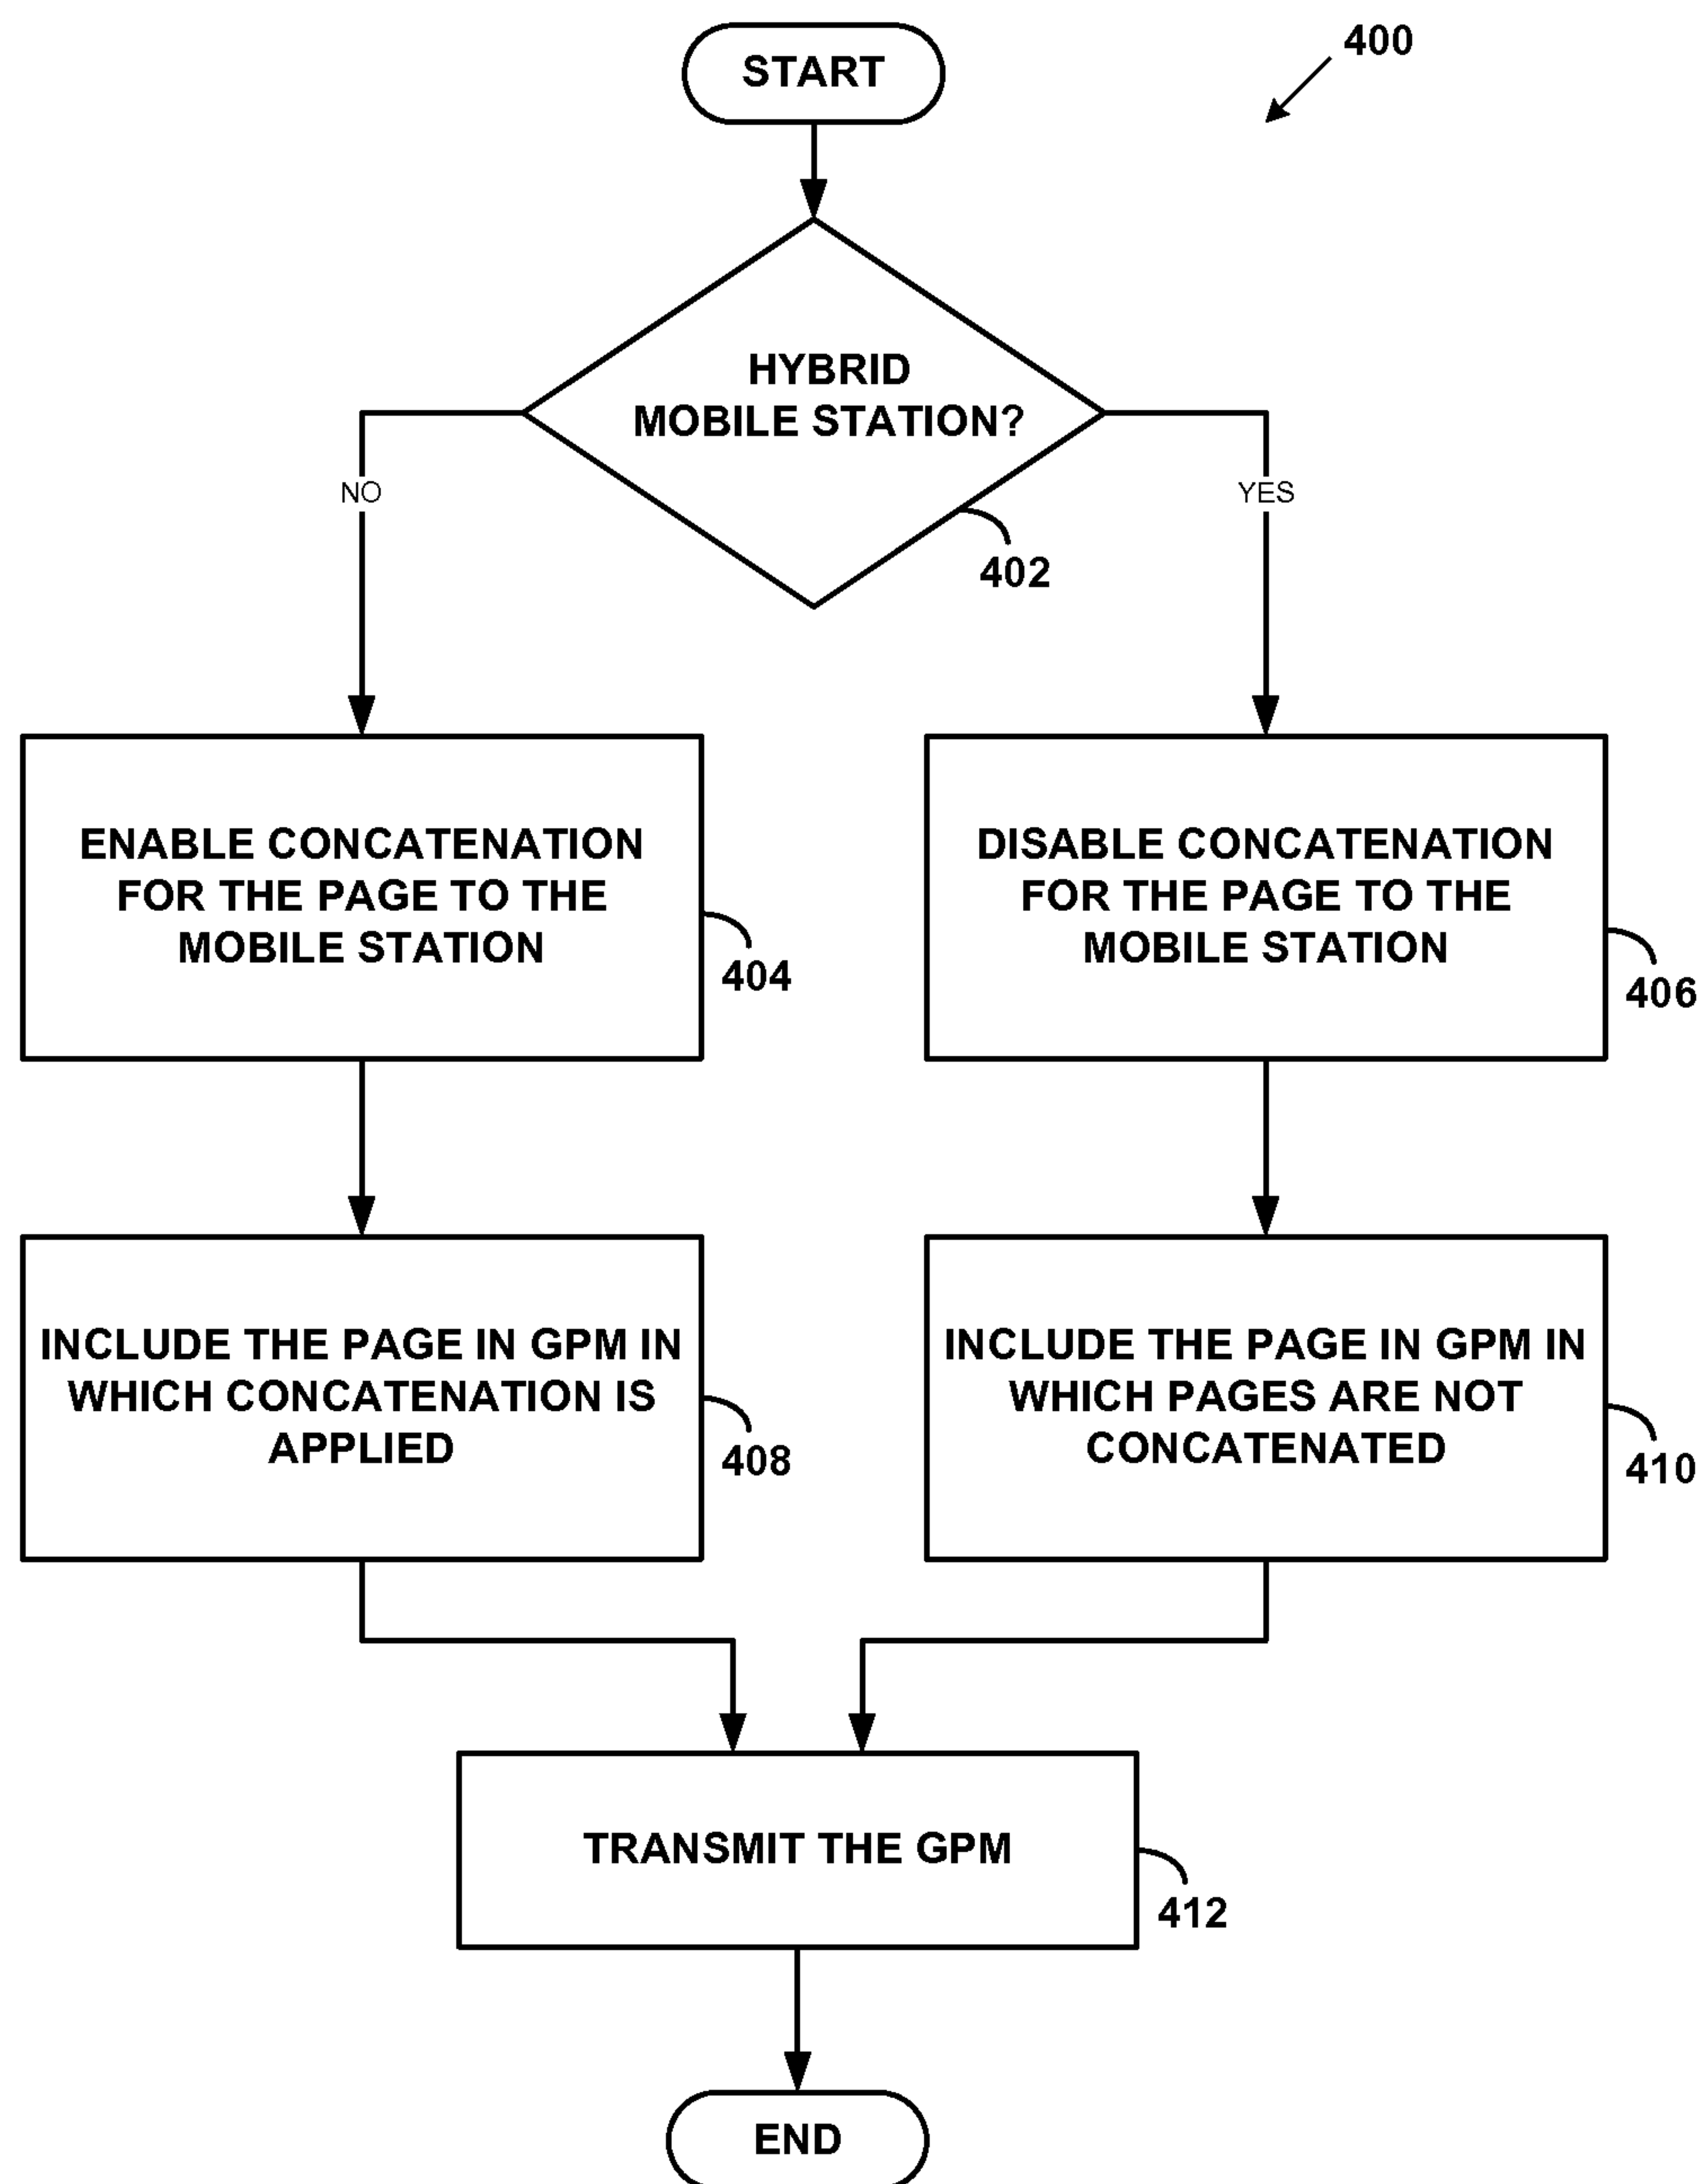 START
400
HYBRID
MOBILE STATION?
NO
YES
402
ENABLE CONCATENATION
FOR THE PAGE TO THE
MOBILE STATION
404
DISABLE CONCATENATION
FOR THE PAGE TO THE
MOBILE STATION
406
INCLUDE THE PAGE IN GPM IN
WHICH CONCATENATION IS
APPLIED
408
INCLUDE THE PAGE IN GPM IN
WHICH PAGES ARE NOT
CONCATENATED
410
TRANSMIT THE GPM
412
END